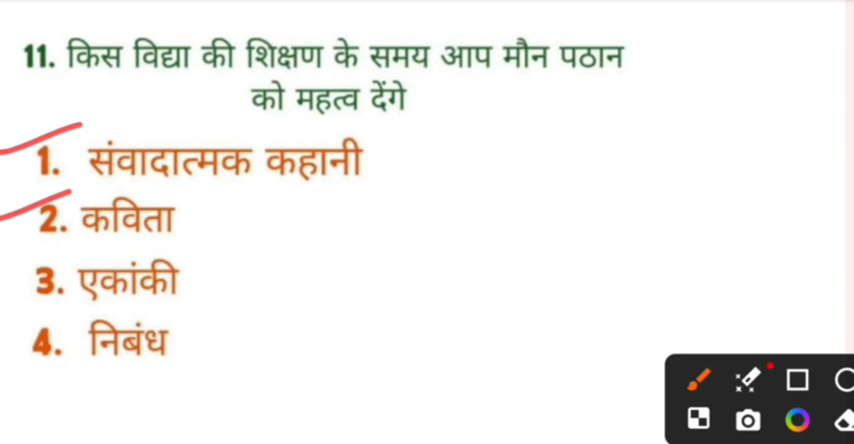 11. किस विद्या की शिक्षण के समय आप मौन पठान
को महत्व देंगे
1. संवादात्मक कहानी
2. कविता
3. एकांकी
4. निबंध